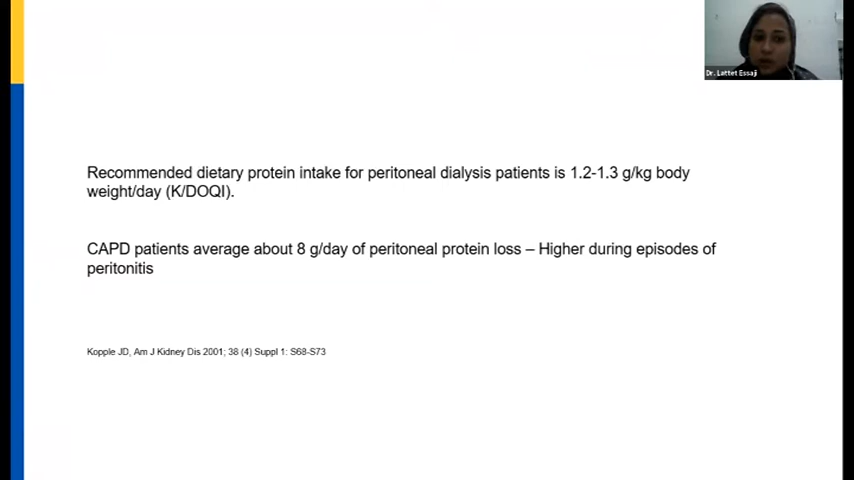 Dr. Lattet Essaji
Recommended dietary protein intake for peritoneal dialysis patients is 1.2-1.3 g/kg body
weight/day (K/DOQI).
CAPD patients average about 8 g/day of peritoneal protein loss – Higher during episodes of
peritonitis
Kopple JD, Am J Kidney Dis 2001; 38 (4) Suppl 1: S68-S73